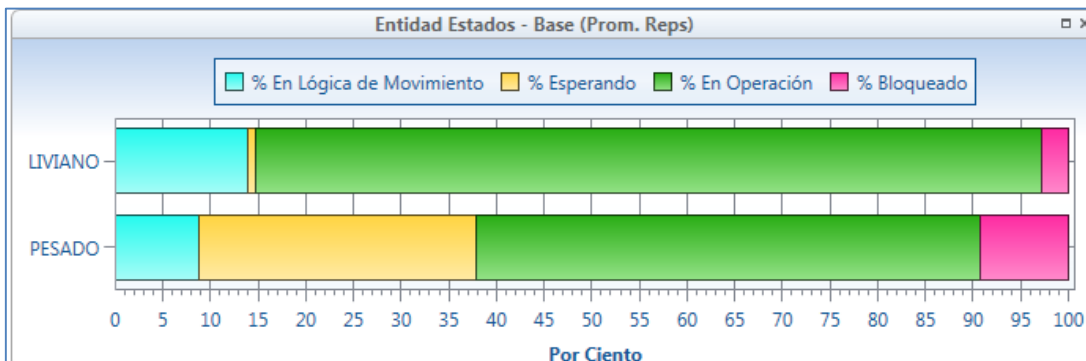 Entidad Estados - Base (Prom. Reps)
% En Lógica de Movimiento % Esperando % En Operación % Bloqueado
LIVIANO
PESADO
0 5 10 15 20 25 30 35 40 45 50 55 60 65 70 75 80 85 90 95 100
Por Ciento